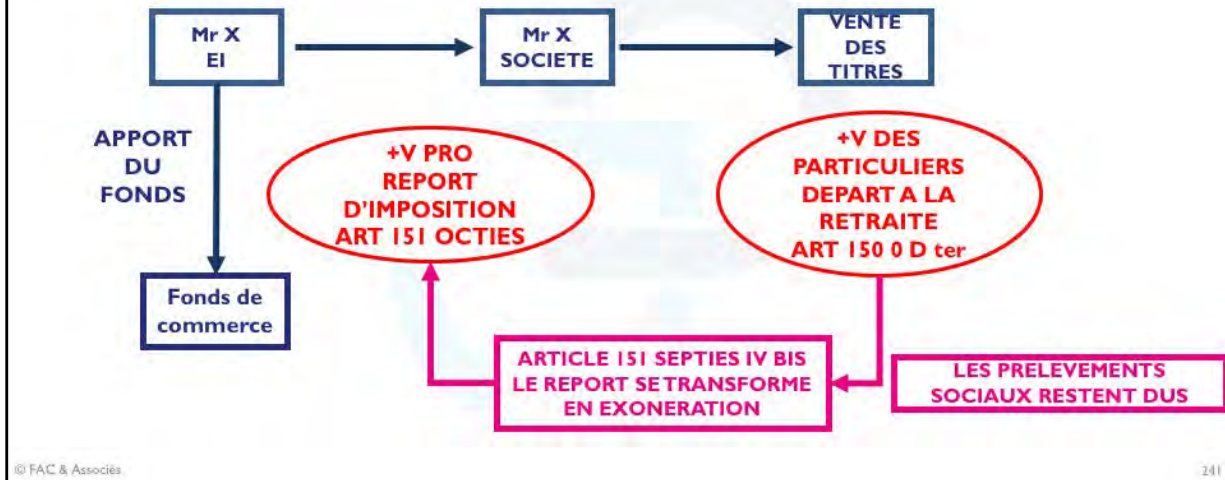 Mr X
EI
Mr X
SOCIETE
VENTE
DES
TITRES
APPORT
DU
FONDS
+V PRO
REPORT
D'IMPOSITION
ART 151 OCTIES
+V DES
PARTICULIERS
DEPART A LA
RETRAITE
ART 150 0 D ter
Fonds de
commerce
ARTICLE 151 SEPTIES IV BIS
LE REPORT SE TRANSFORME
EN EXONERATION
LES PRELEVEMENTS
SOCIAUX RESTENT DUS
© FAC & Associés
241